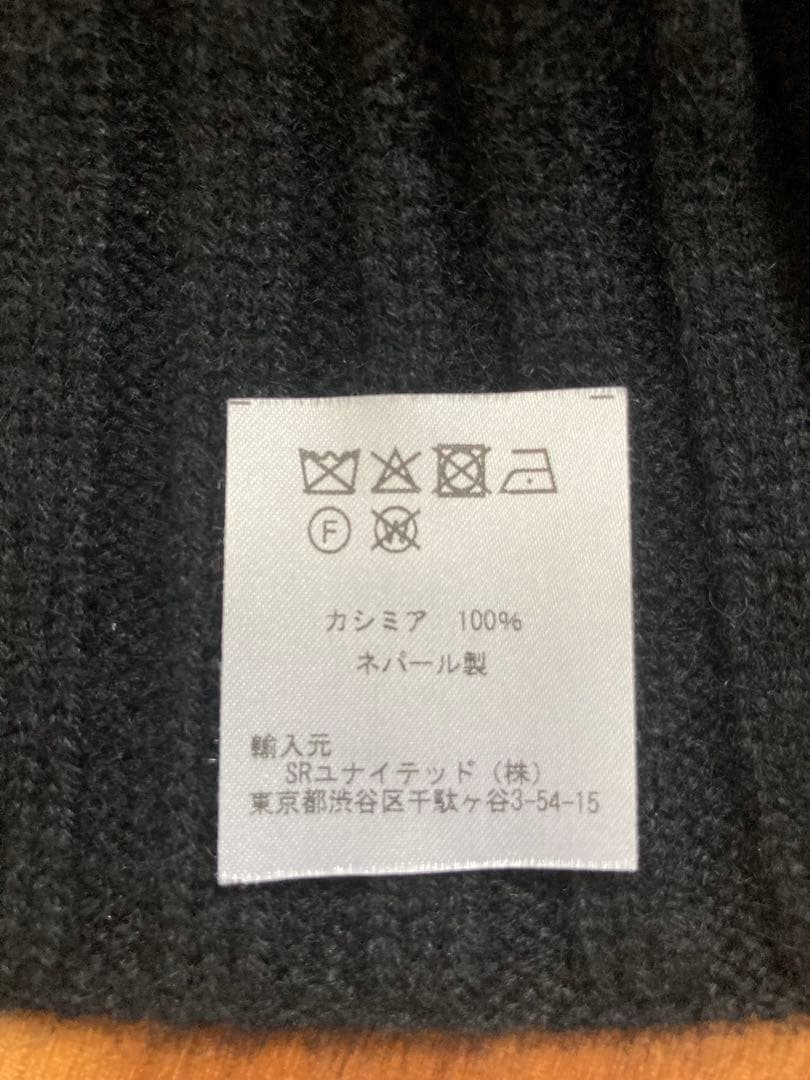 F W
カシミア 100%
ネパール製
輸入元
SRユナイテッド(株)
東京都渋谷区千駄ヶ谷3-54-15